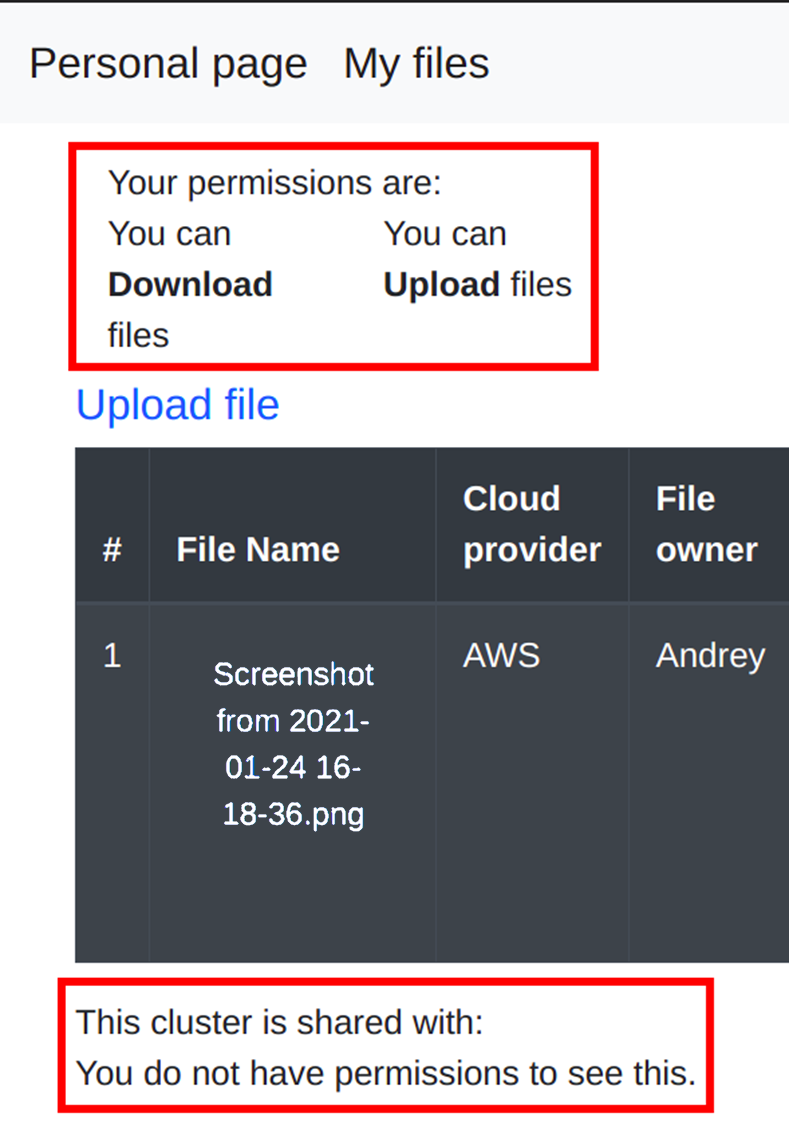 Personal page My files
Your permissions are:
You can You can
Download Upload files
files
Upload file
Cloud File
# File Name provider owner
1 AWS Andrey
Screenshot
from 2021-
01-24 16-
18-36.png
This cluster is shared with:
You do not have permissions to see this.